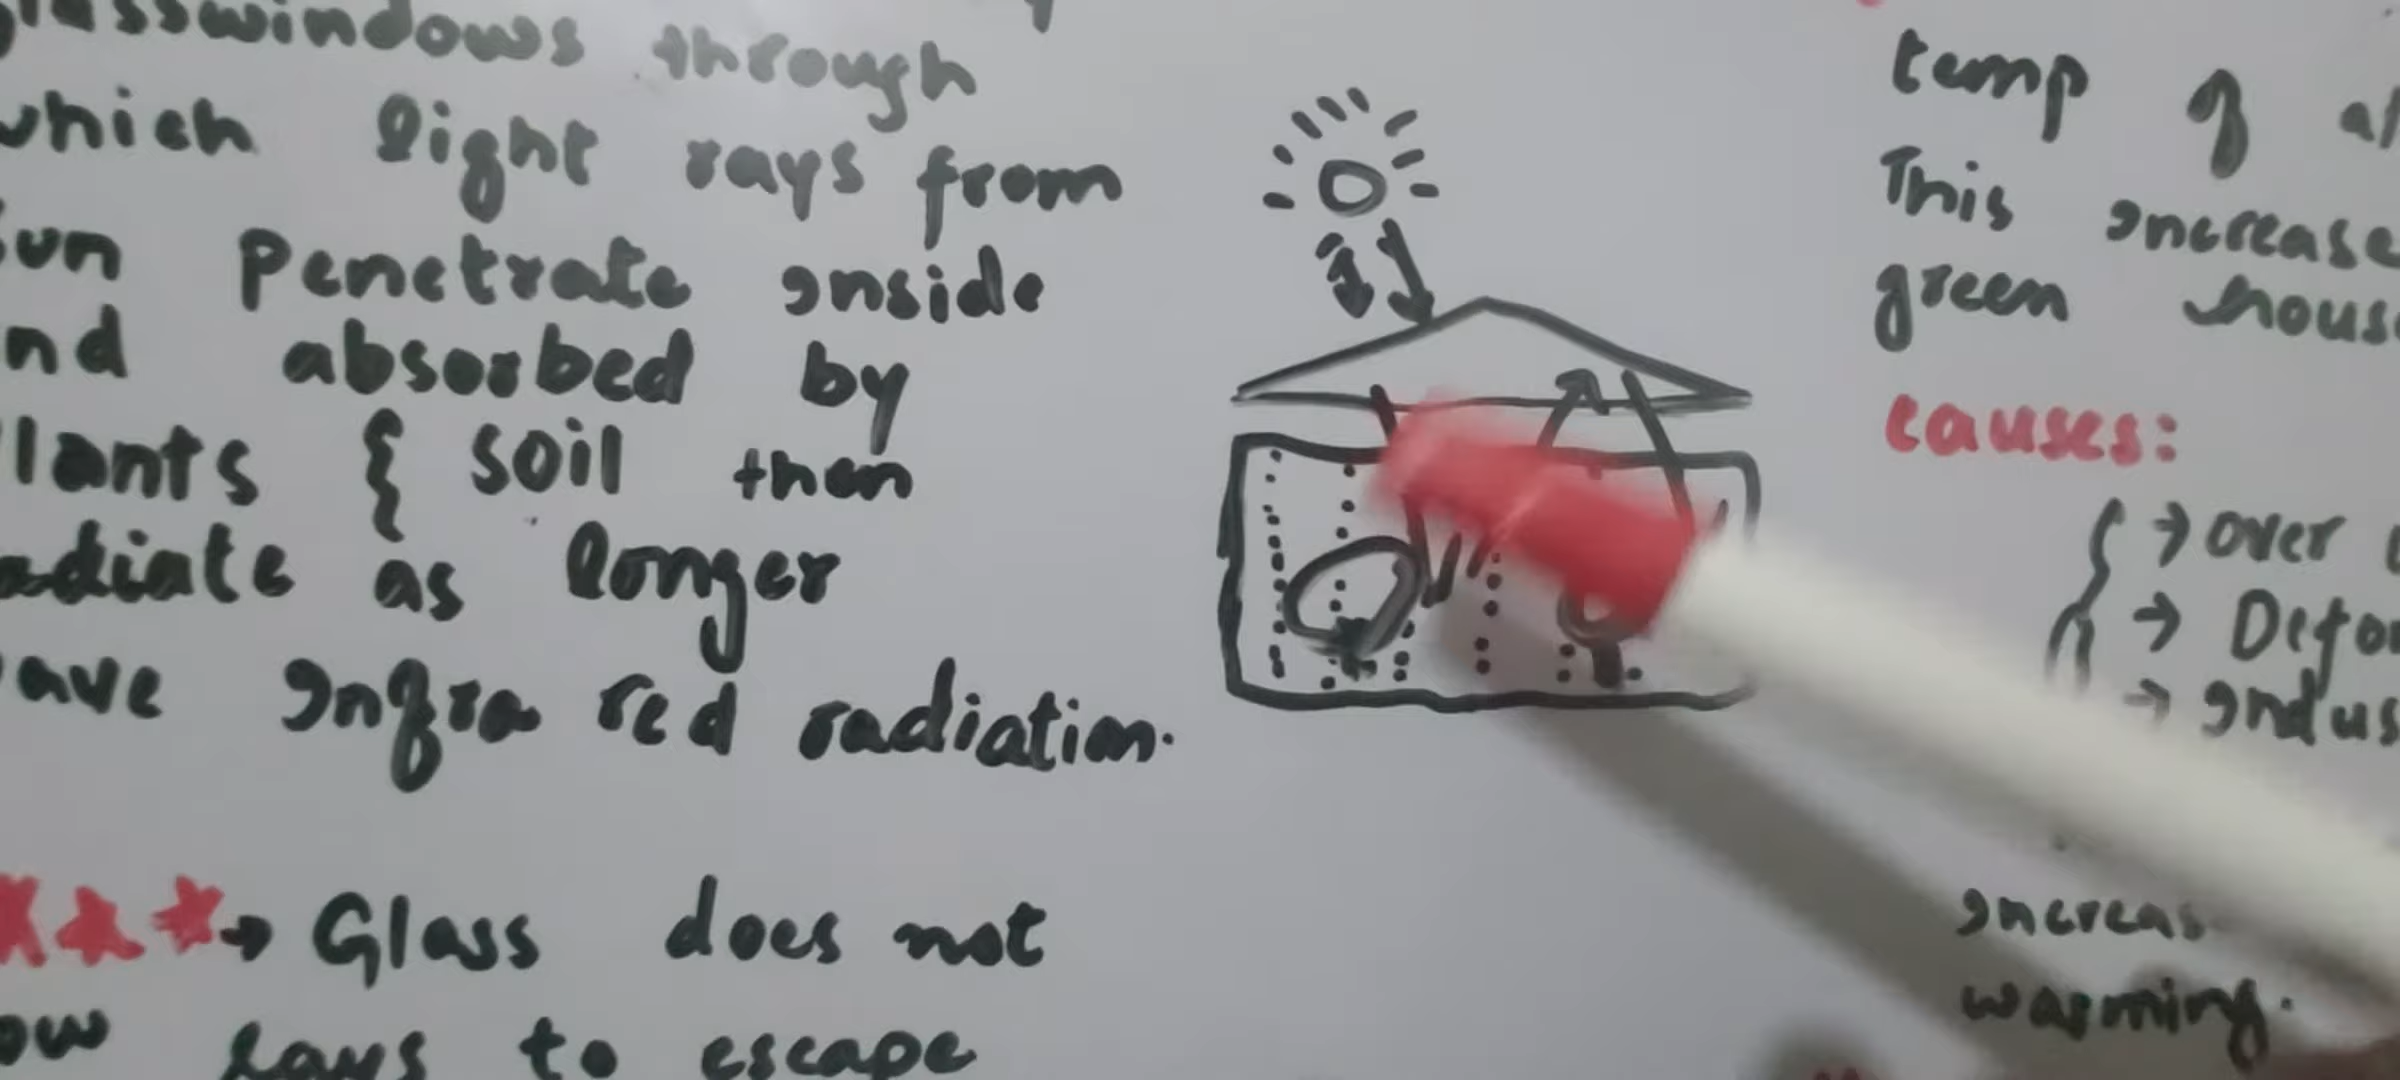 glasswindows through
which light rays from
sun Penetrate inside
and absorbed by
plants { soil then
radiate as longer
wave Infra red radiation.
→ Glass does not
rays to escape
temp of
This increase
green house
causes:
→ over
→
→
increas
warming.